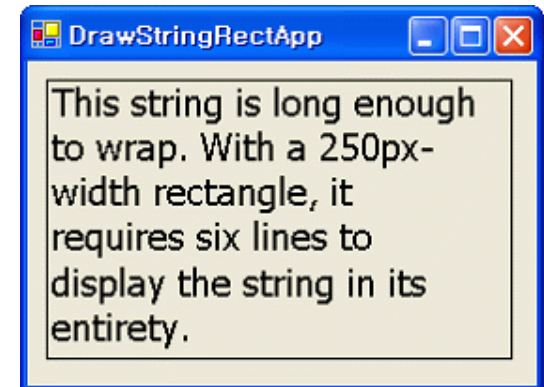 DrawStringRectApp
This string is long enough
to wrap. With a 250px-
width rectangle, it
requires six lines to
display the string in its
entirety.